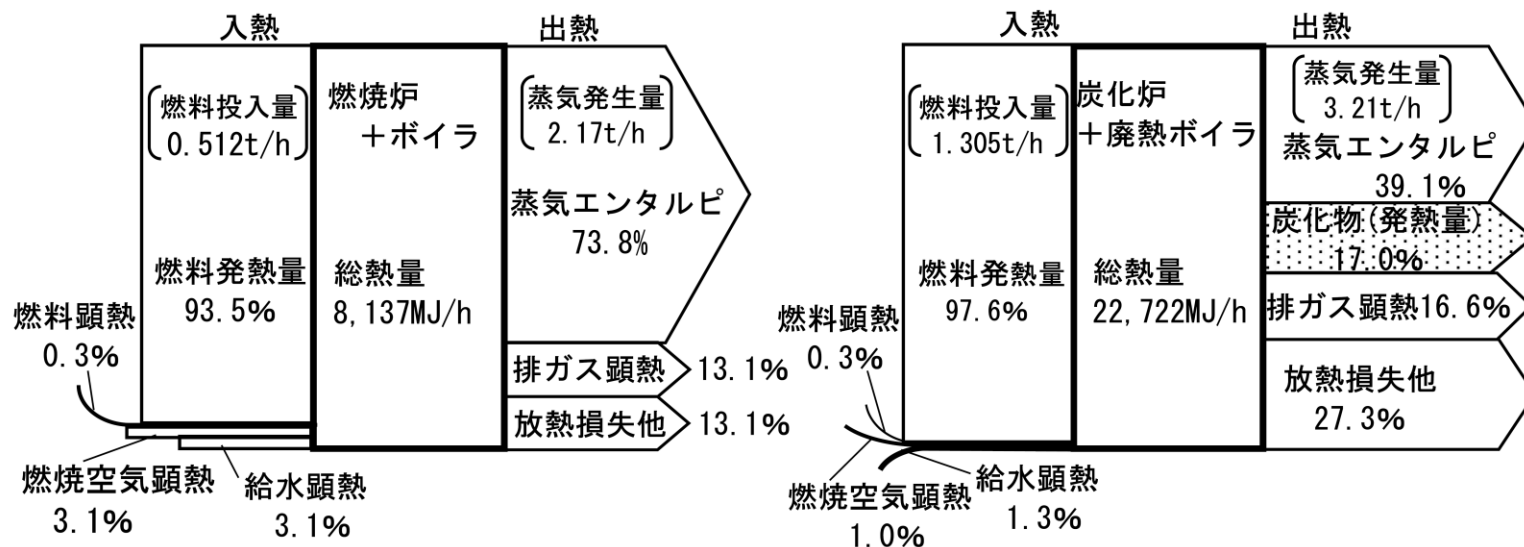 入熱
出熱
燃料投入量
0.512t/h
燃焼炉
＋ボイラ
蒸気発生量
2.17t/h
蒸気エンタルピ
73.8%
燃料発熱量
93.5%
総熱量
8,137MJ/h
燃料顕熱
0.3%
排ガス顕熱 13.1%
放熱損失他 13.1%
燃焼空気顕熱
3.1%
給水顕熱
3.1%
入熱
出熱
燃料投入量
1.305t/h
炭化炉
＋廃熱ボイラ
蒸気発生量
3.21t/h
蒸気エンタルピ
39.1%
炭化物(発熱量)
17.0%
燃料発熱量
97.6%
総熱量
22,722MJ/h
燃料顕熱
0.3%
排ガス顕熱16.6%
放熱損失他
27.3%
燃焼空気顕熱
1.0%
給水顕熱
1.3%